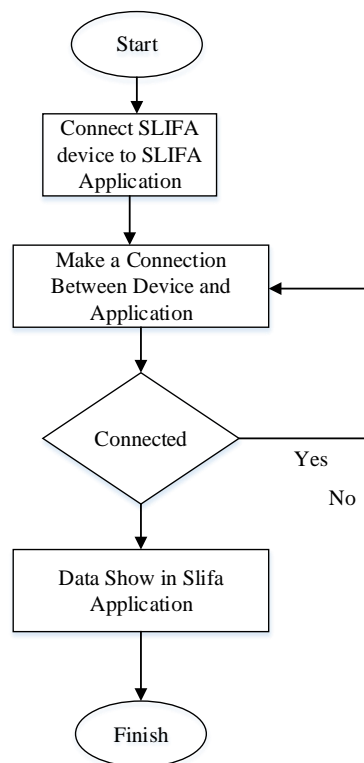 Start
Connect SLIFA
device to SLIFA
Application
Make a Connection
Between Device and
Application
Connected
Yes
No
Data Show in Slifa
Application
Finish